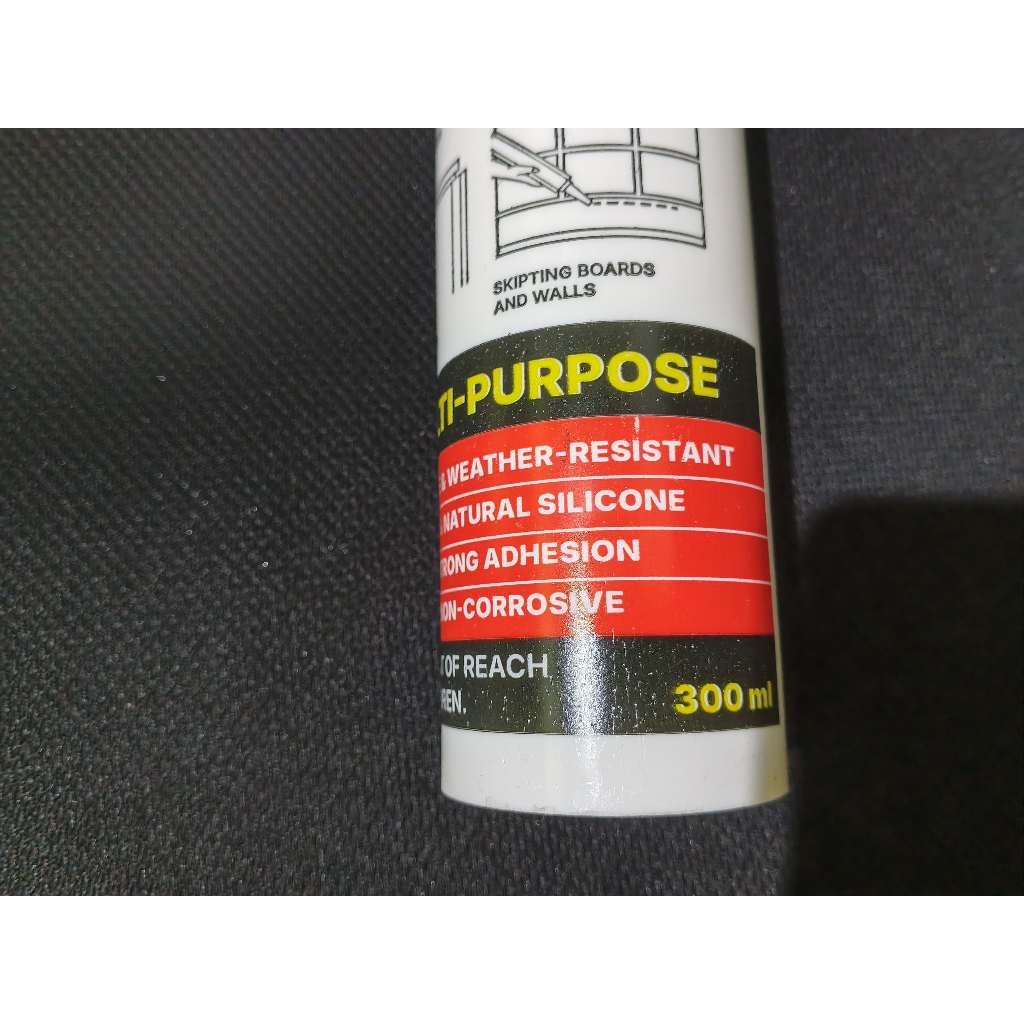 SKIPTING BOARDS
AND WALLS
TI-PURPOSE
& WEATHER-RESISTANT
NATURAL SILICONE
RONG ADHESION
ON-CORROSIVE
OF REACH
REN.
300 ml